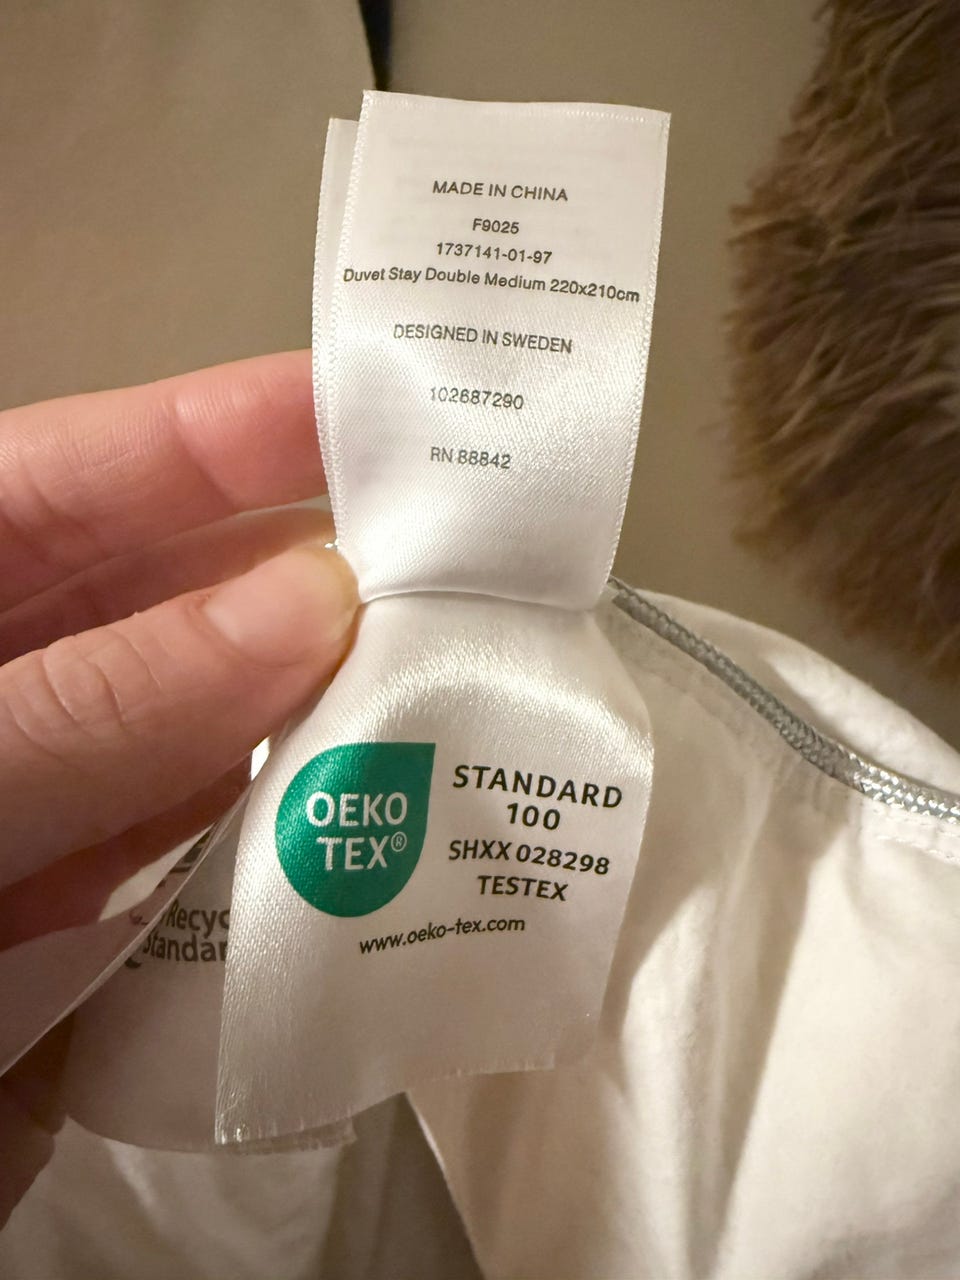 MADE IN CHINA
F9025
1737141-01-97
Duvet Stay Double Medium 220x210cm
DESIGNED IN SWEDEN
102687290
RN 88842
OEKO
TEX®
STANDARD
100
SHXX 028298
TESTEX
www.oeko-tex.com